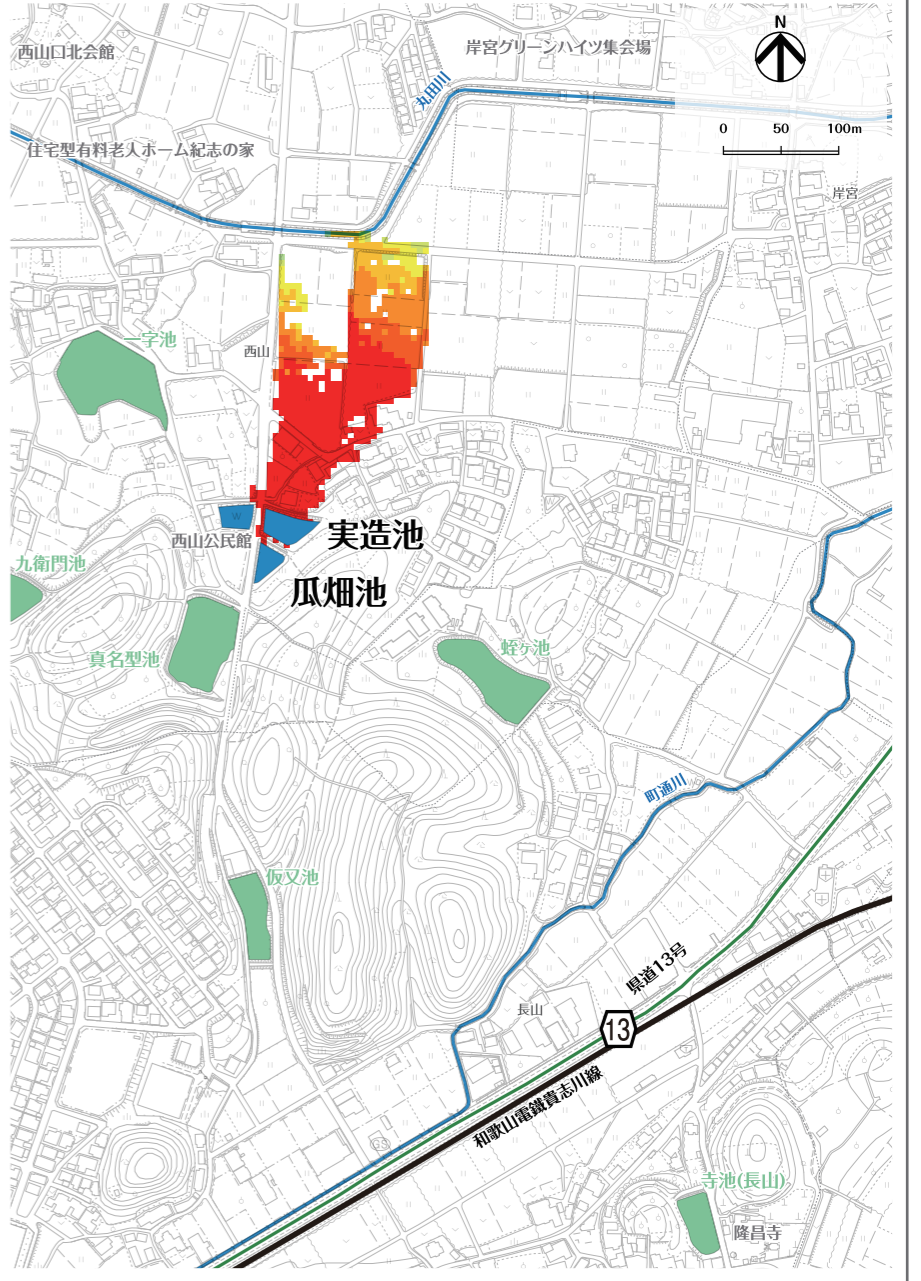 N
西山口北会館
岸宮グリーンハイツ集会場
丸田川
0 50 100m
住宅型有料老人ホーム紀志の家
岸宮
一字池
西山
W
西山公民館
実造池
九衛門池
瓜畑池
真名型池
蛭ヶ池
町通川
仮又池
県道13号
長山
13
和歌山電鐵貴志川線
寺池(長山)
隆昌寺